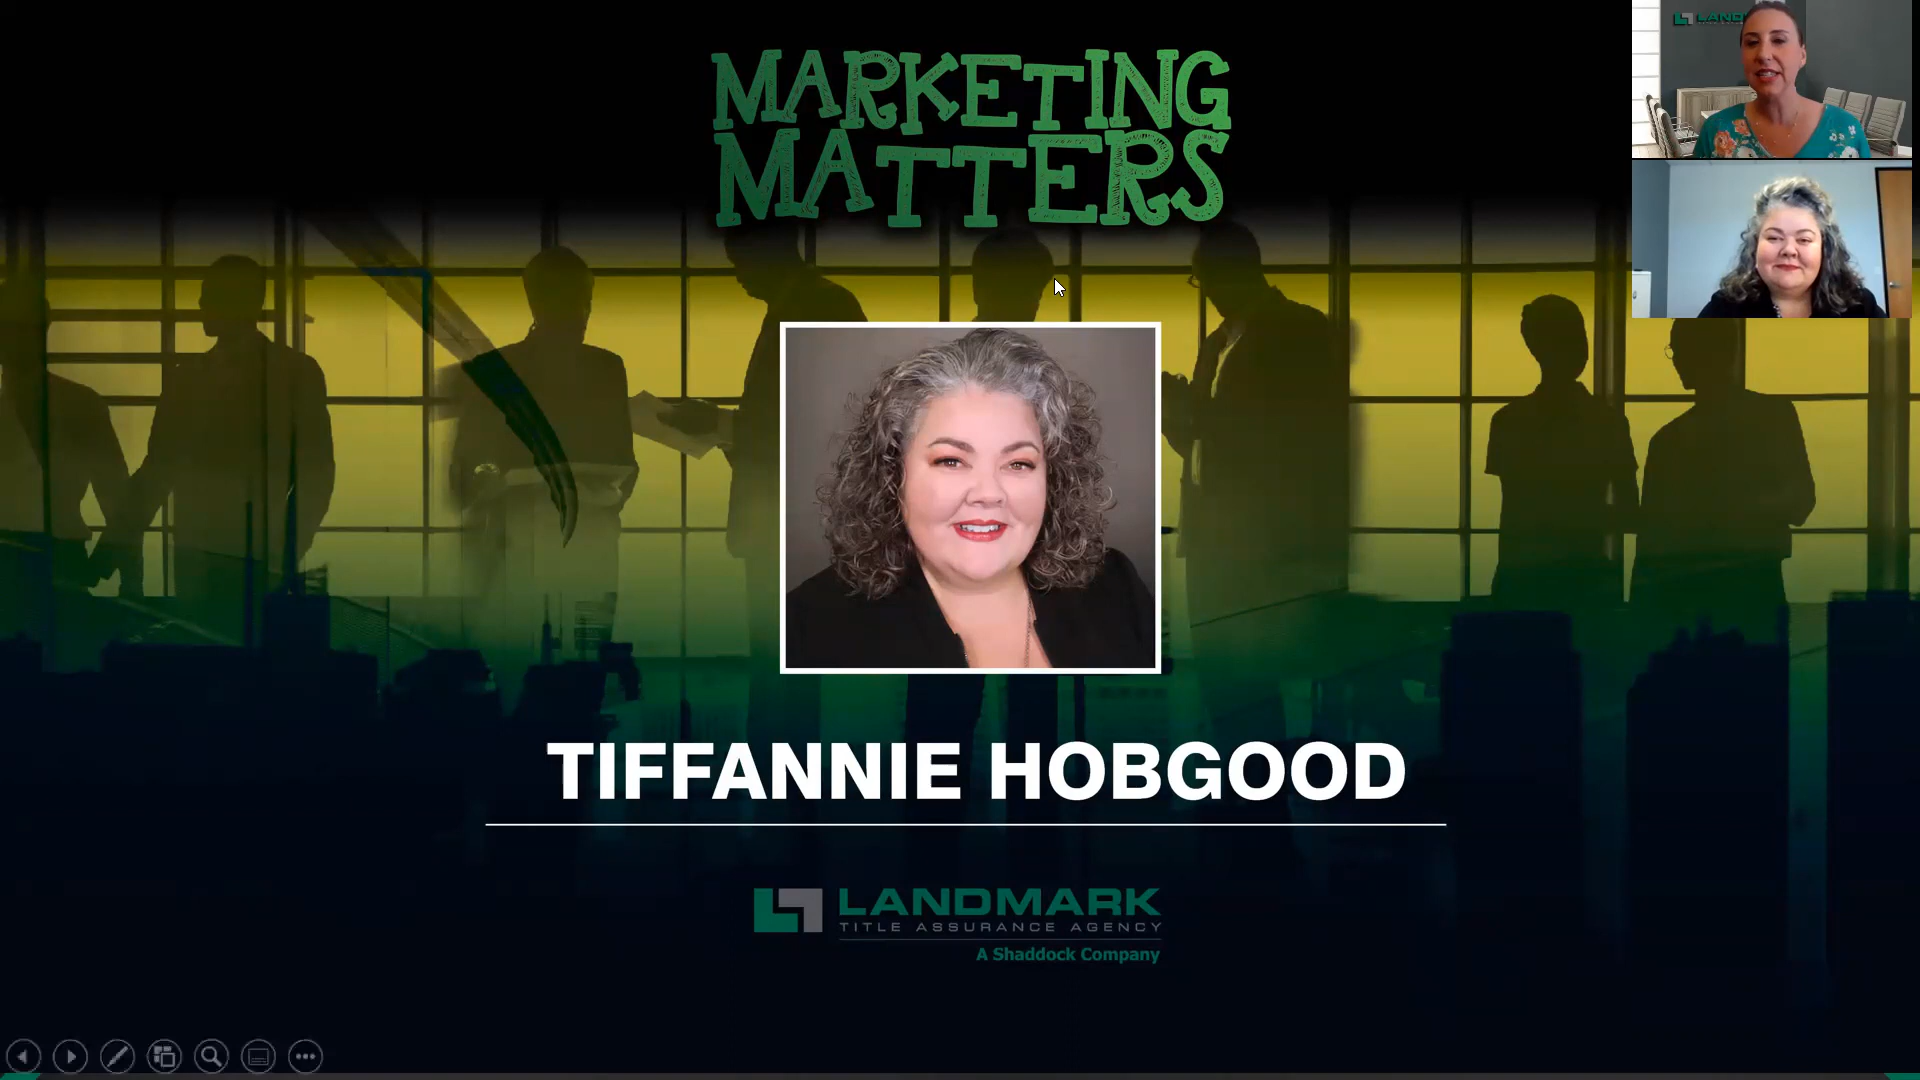 MARKETING
MATTERS
TIFFANNIE HOBGOOD
LANDMARK
TITLE ASSURANCE AGENCY
A Shaddock Company